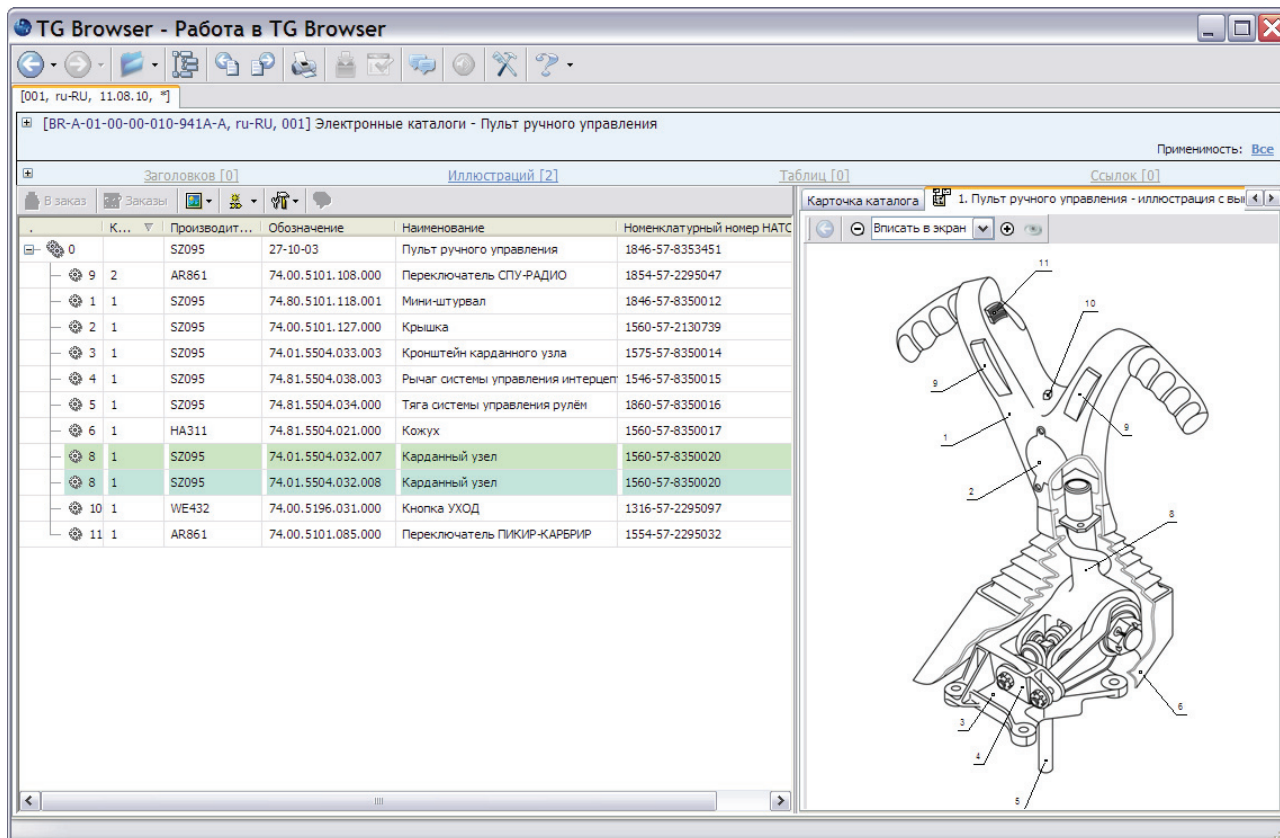 TG Browser - Работа в TG Browser
[001, ru-RU, 11.08.10, *]
[BR-A-01-00-00-010-941A-A, ru-RU, 001] Электронные каталоги - Пульт ручного управления
Применимость: Все
Заголовков [0] Иллюстраций [2] Таблиц [0] Ссылок [0]
В заказ Заказы
Карточка каталога 1. Пульт ручного управления - иллюстрация с вы
Вписать в экран
. К... Производит... Обозначение Наименование Номенклатурный номер НАТО
0 SZ095 27-10-03 Пульт ручного управления 1846-57-8353451
9 2 AR861 74.00.5101.108.000 Переключатель СПУ-РАДИО 1854-57-2295047
1 1 SZ095 74.80.5101.118.001 Мини-штурвал 1846-57-8350012
2 1 SZ095 74.00.5101.127.000 Крышка 1560-57-2130739
3 1 SZ095 74.01.5504.033.003 Кронштейн карданного узла 1575-57-8350014
4 1 SZ095 74.81.5504.038.003 Рычаг системы управления интерцеп 1546-57-8350015
5 1 SZ095 74.81.5504.034.000 Тяга системы управления рулём 1860-57-8350016
6 1 HA311 74.81.5504.021.000 Кожух 1560-57-8350017
8 1 SZ095 74.01.5504.032.007 Карданный узел 1560-57-8350020
8 1 SZ095 74.01.5504.032.008 Карданный узел 1560-57-8350020
10 1 WE432 74.00.5196.031.000 Кнопка УХОД 1316-57-2295097
11 1 AR861 74.00.5101.085.000 Переключатель ПИКИР-КАБРИР 1554-57-2295032
11
10
9
9
1
2
8
6
3
4
5